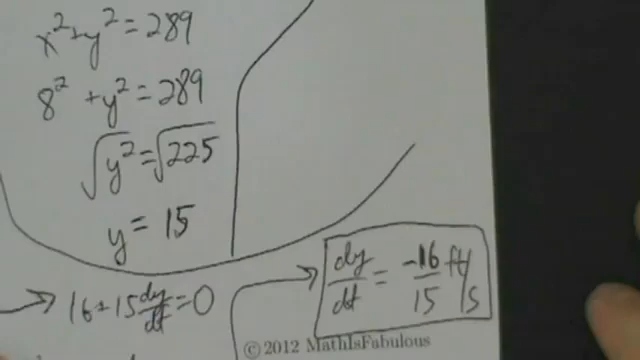 x² + y² = 289
8² + y² = 289
√y² = √225
y = 15
16 + 15 dy/dt = 0
dy/dt = -16/15 ft/s
© 2012 MathIsFabulous